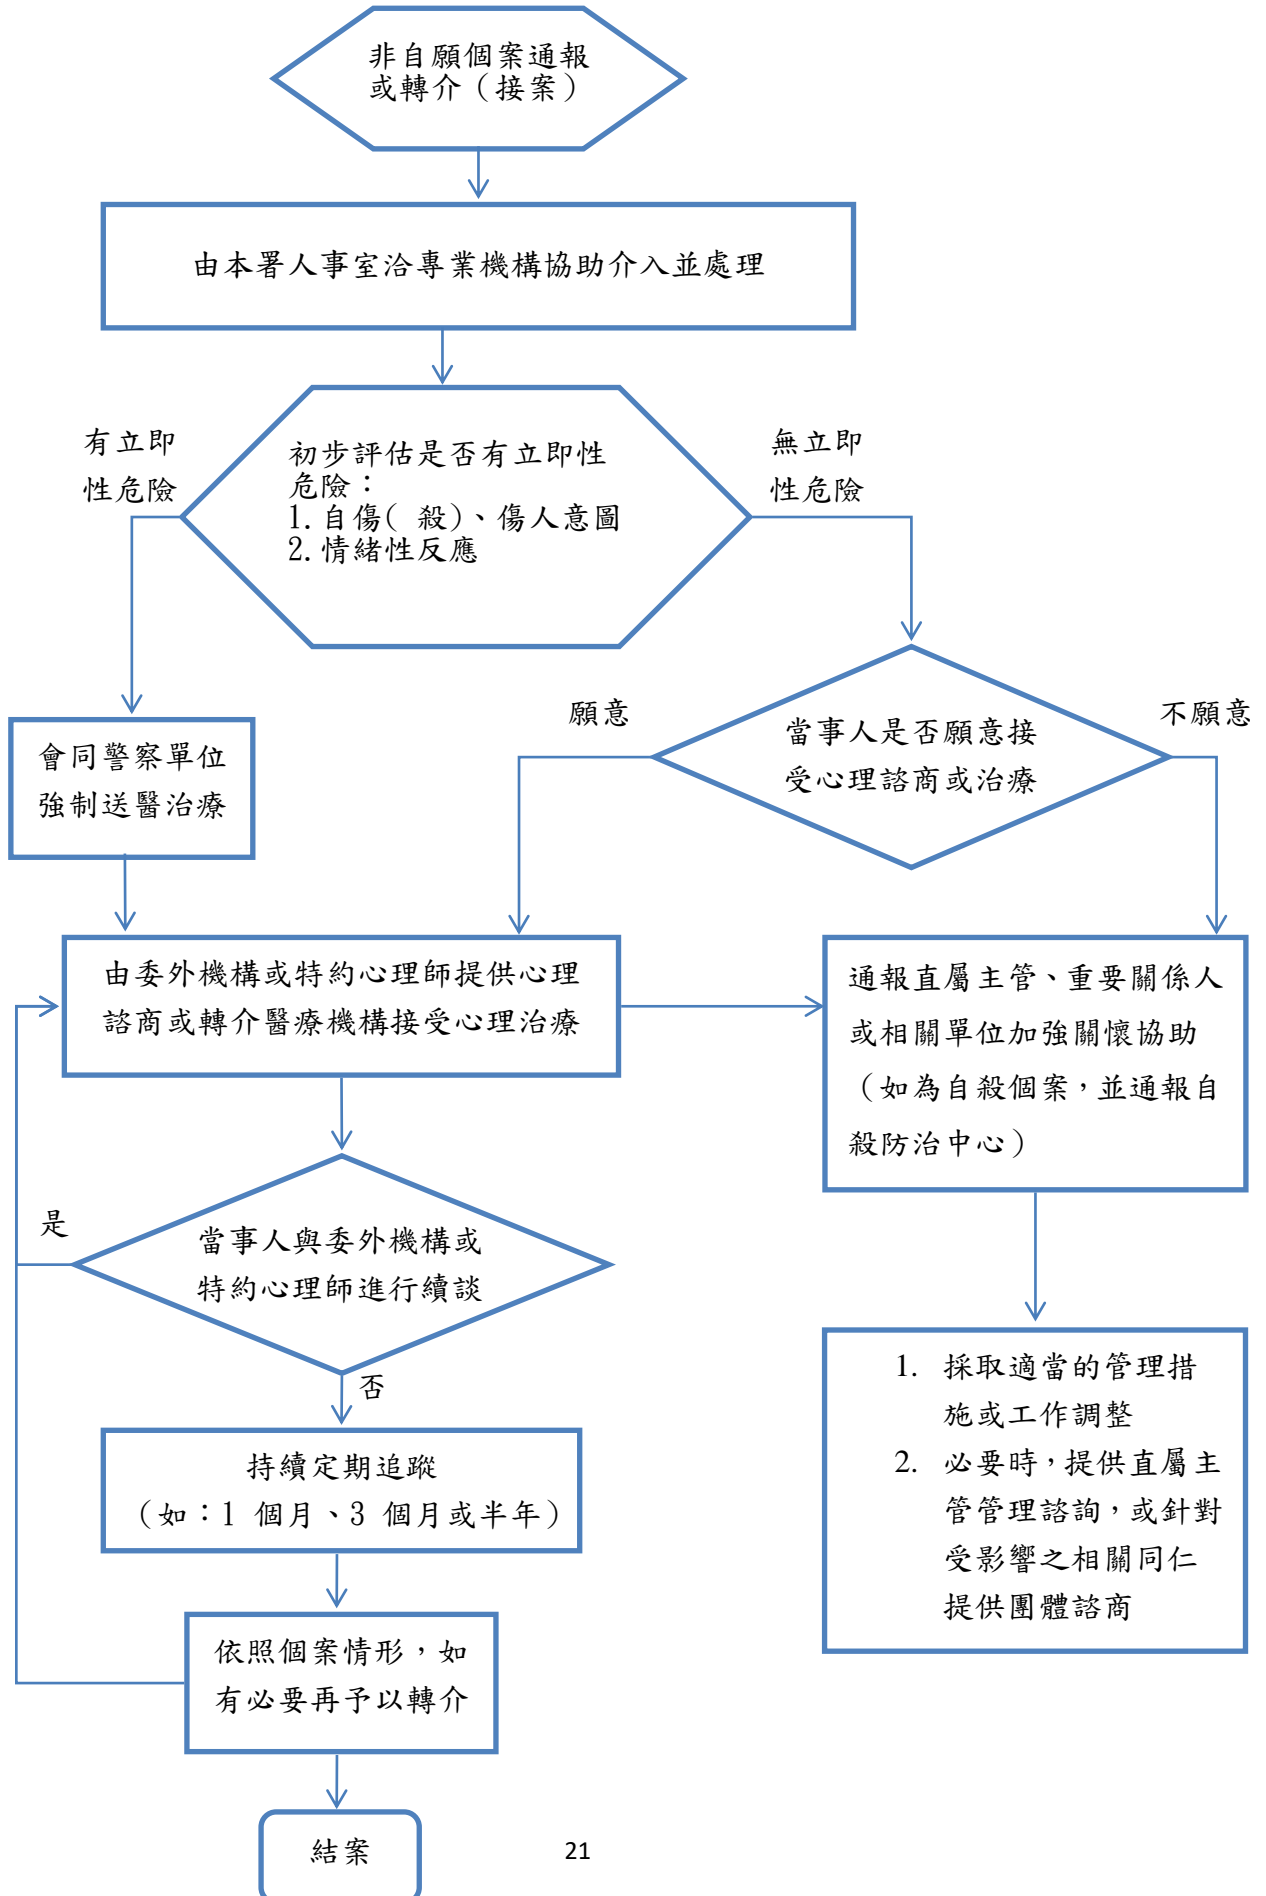 非自願個案通報
或轉介（接案）
由本署人事室洽專業機構協助介入並處理
有立即
性危險
初步評估是否有立即性
危險：
1.自傷( 殺)、傷人意圖
2.情緒性反應
無立即
性危險
會同警察單位
強制送醫治療
願意
當事人是否願意接
受心理諮商或治療
不願意
由委外機構或特約心理師提供心理
諮商或轉介醫療機構接受心理治療
通報直屬主管、重要關係人
或相關單位加強關懷協助
（如為自殺個案，並通報自
殺防治中心）
是
當事人與委外機構或
特約心理師進行續談
否
持續定期追蹤
（如：1 個月、3 個月或半年）
1. 採取適當的管理措
施或工作調整
2. 必要時，提供直屬主
管管理諮詢，或針對
受影響之相關同仁
提供團體諮商
依照個案情形，如
有必要再予以轉介
結案
21